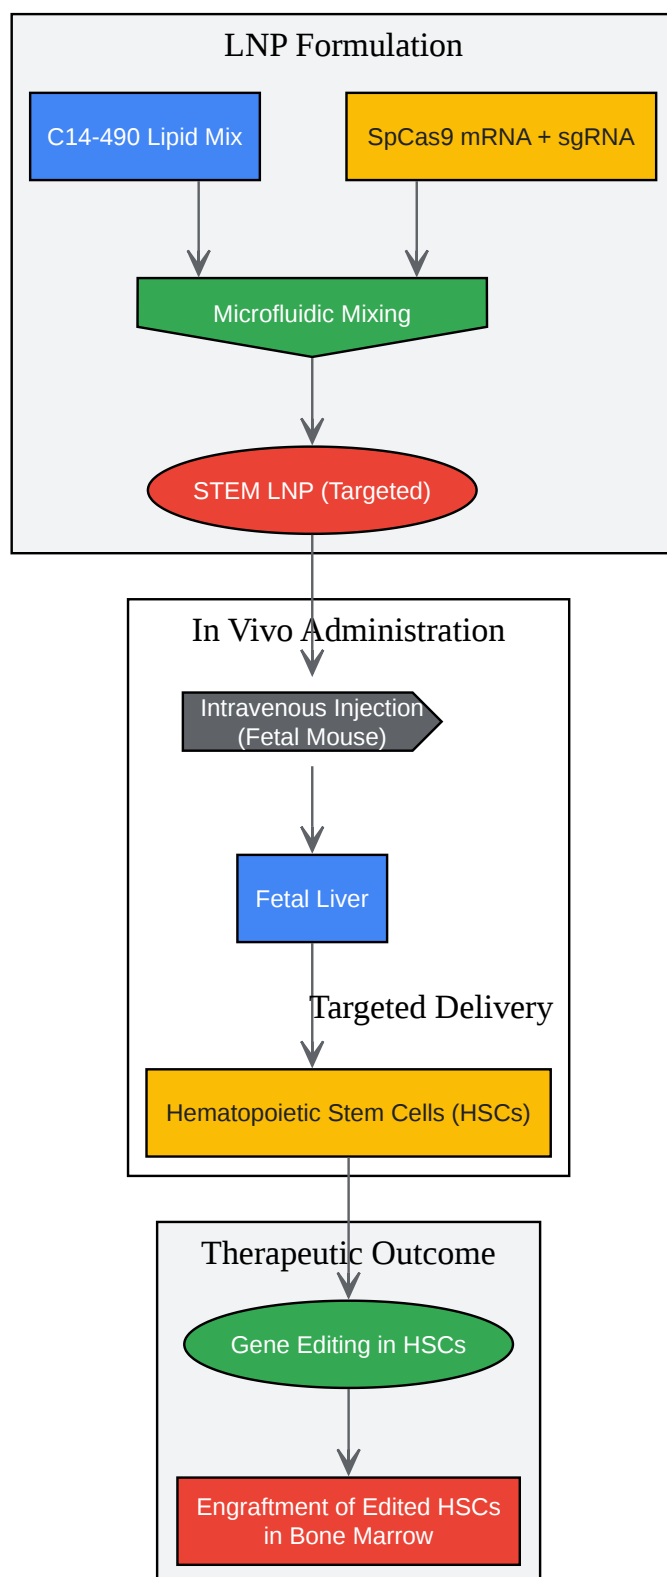 LNP Formulation
C14-490 Lipid Mix
SpCas9 mRNA + sgRNA
Microfluidic Mixing
STEM LNP (Targeted)
In Vivo Administration
Intravenous Injection
(Fetal Mouse)
Fetal Liver
Targeted Delivery
Hematopoietic Stem Cells (HSCs)
Therapeutic Outcome
Gene Editing in HSCs
Engraftment of Edited HSCs
in Bone Marrow